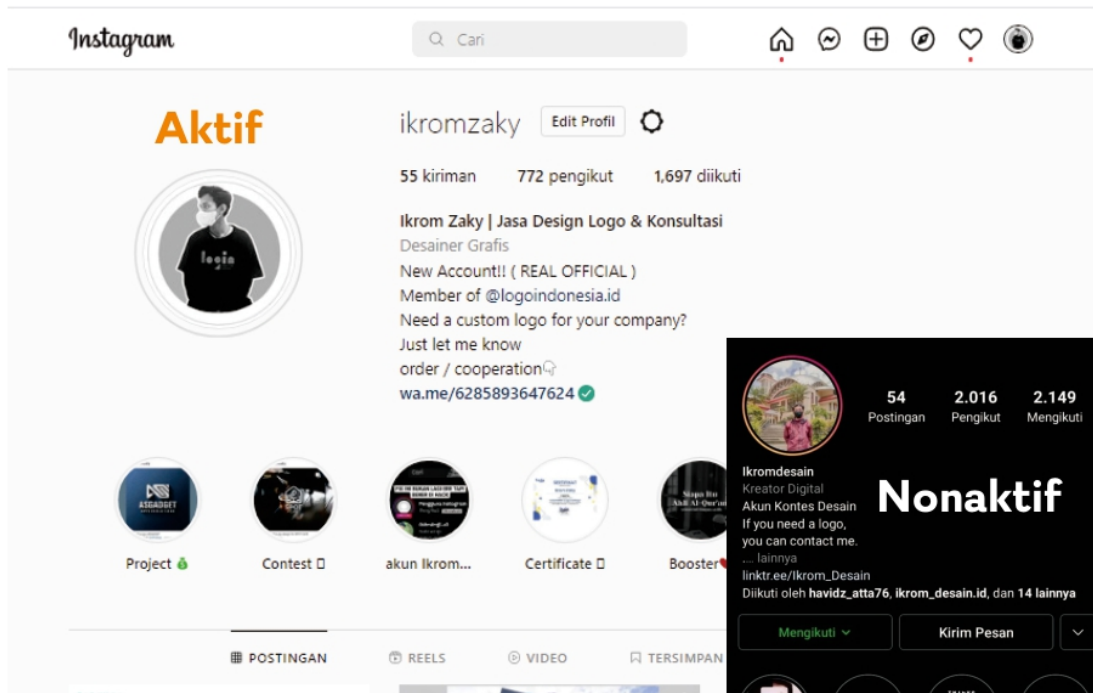 Instagram
Cari
Aktif
ikromzaky Edit Profil
55 kiriman 772 pengikut 1,697 diikuti
Ikrom Zaky | Jasa Design Logo & Konsultasi
Desainer Grafis
New Account!! ( REAL OFFICIAL )
Member of @logoindonesia.id
Need a custom logo for your company?
Just let me know
order / cooperation👇
wa.me/6285893647624 ✅
login
ASGADGET
Siapa Itu
Project 💰 Contest akun Ikrom... Certificate Booster
POSTINGAN REELS VIDEO TERSIMPAN
54 2.016 2.149
Postingan Pengikut Mengikuti
Ikromdesain
Kreator Digital
Nonaktif
Akun Kontes Desain
If you need a logo,
you can contact me.
.... lainnya
linktr.ee/Ikrom_Desain
Diikuti oleh havidz_atta76, ikrom_desain.id, dan 14 lainnya
Mengikuti Kirim Pesan